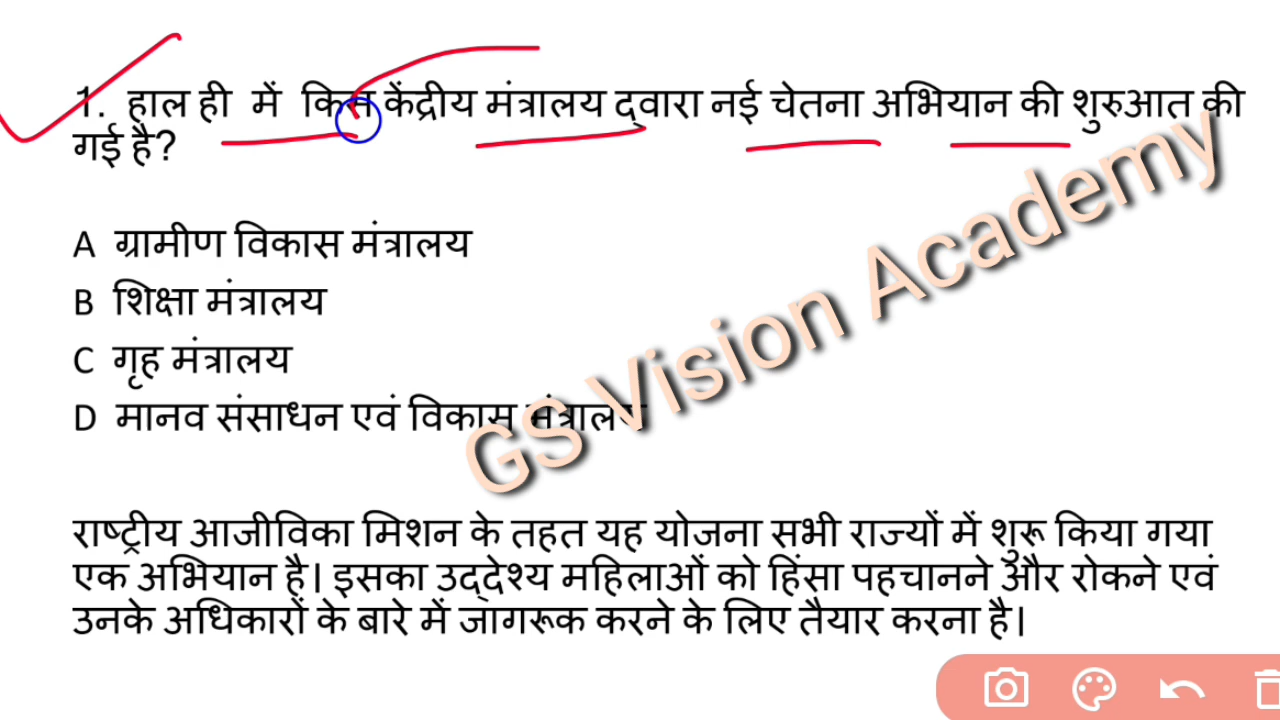 1. हाल ही में किस केंद्रीय मंत्रालय द्वारा नई चेतना अभियान की शुरुआत की
गई है?
A ग्रामीण विकास मंत्रालय
B शिक्षा मंत्रालय
C गृह मंत्रालय
D मानव संसाधन एवं विकास मंत्रालय
GS Vision Academy
राष्ट्रीय आजीविका मिशन के तहत यह योजना सभी राज्यों में शुरू किया गया
एक अभियान है। इसका उद्देश्य महिलाओं को हिंसा पहचानने और रोकने एवं
उनके अधिकारों के बारे में जागरूक करने के लिए तैयार करना है।